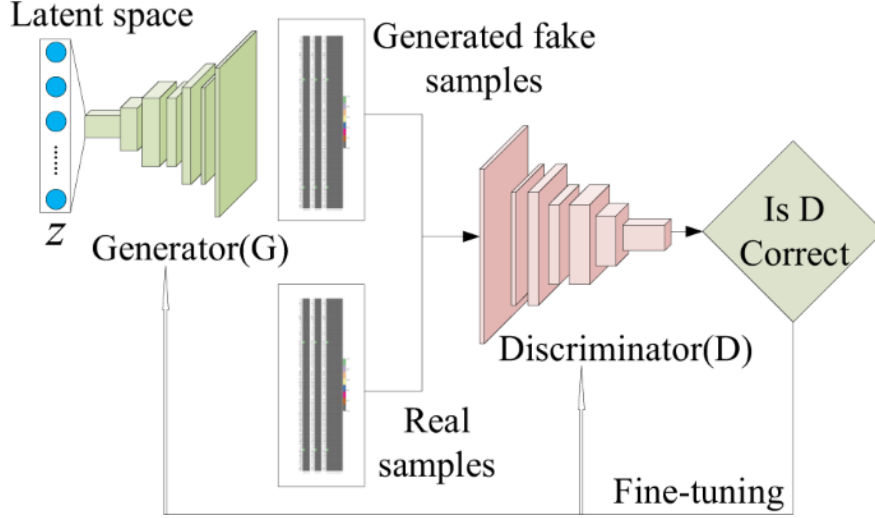 Latent space
Generated fake
samples
z
Generator(G)
Is D
Correct
Discriminator(D)
Real
samples
Fine-tuning